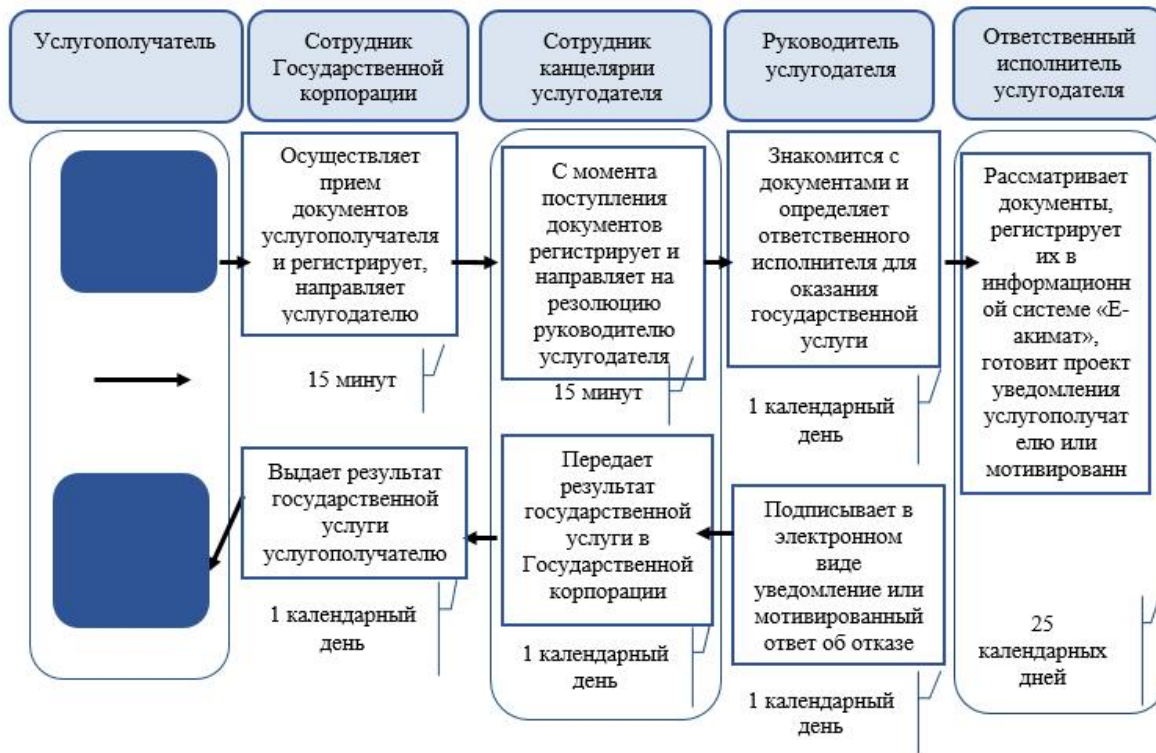 Услугополучатель
Сотрудник
Государственной
корпорации
Сотрудник
канцелярии
услугодателя
Руководитель
услугодателя
Ответственный
исполнитель
услугодателя
Осуществляет
прием
документов
услугополучателя
и регистрирует,
направляет
услугодателю
15 минут
С момента
поступления
документов
регистрирует и
направляет на
резолюцию
руководителю
услугодателя
15 минут
Знакомится с
документами и
определяет
ответственного
исполнителя для
оказания
государственной
услуги
1 календарный
день
Рассматривает
документы,
регистрирует
их в
информационн
ой системе «Е-
акимат»,
готовит проект
уведомления
услугополучат
елю или
мотивированн
25
календарных
дней
Подписывает в
электронном
виде
уведомление или
мотивированный
ответ об отказе
1 календарный
день
Передает
результат
государственной
услуги в
Государственной
корпорации
1 календарный
день
Выдает результат
государственной
услуги
услугополучателю
1 календарный
день